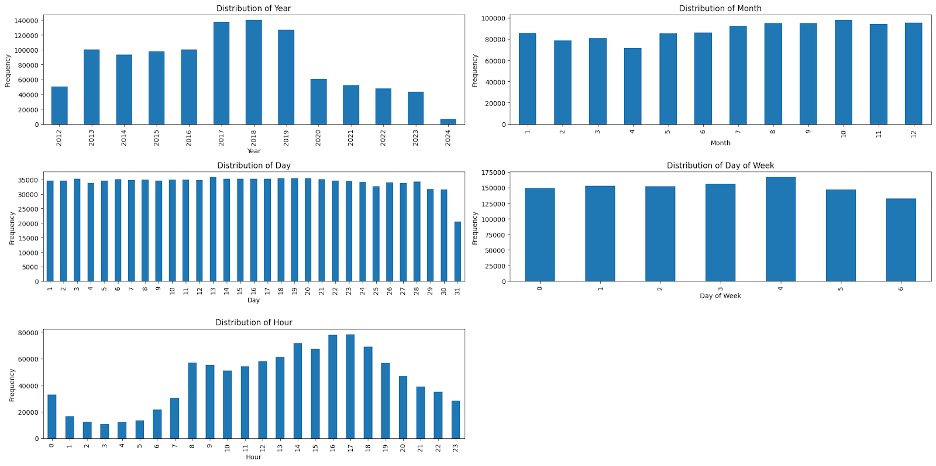 Distribution of Year
Frequency
140000
120000
100000
80000
60000
40000
20000
0
2012 2013 2014 2015 2016 2017 2018 2019 2020 2021 2022 2023 2024
Year
Distribution of Month
Frequency
100000
80000
60000
40000
20000
0
1 2 3 4 5 6 7 8 9 10 11 12
Month
Distribution of Day
Frequency
35000
30000
25000
20000
15000
10000
5000
0
1 2 3 4 5 6 7 8 9 10 11 12 13 14 15 16 17 18 19 20 21 22 23 24 25 26 27 28 29 30 31
Day
Distribution of Day of Week
Frequency
175000
150000
125000
100000
75000
50000
25000
0
0 1 2 3 4 5 6
Day of Week
Distribution of Hour
Frequency
80000
60000
40000
20000
0
0 1 2 3 4 5 6 7 8 9 10 11 12 13 14 15 16 17 18 19 20 21 22 23
Hour